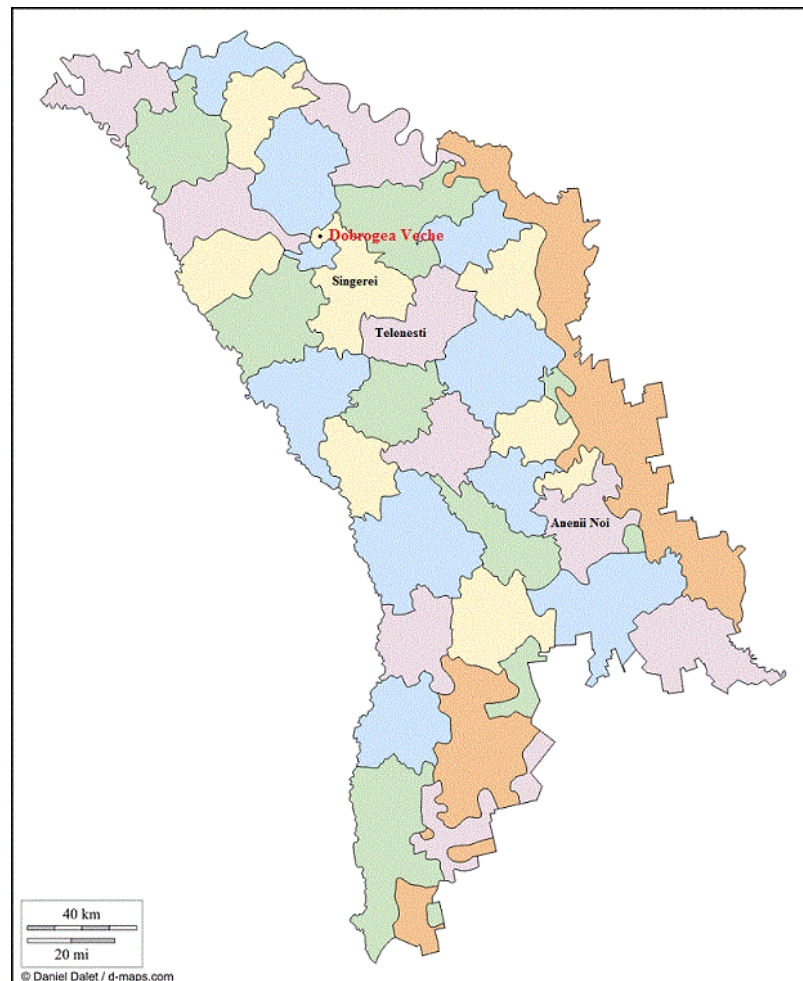 Dobrogea Veche
Singerei
Telenesti
Anenii Noi
40 km
20 mi
© Daniel Dalet / d-maps.com